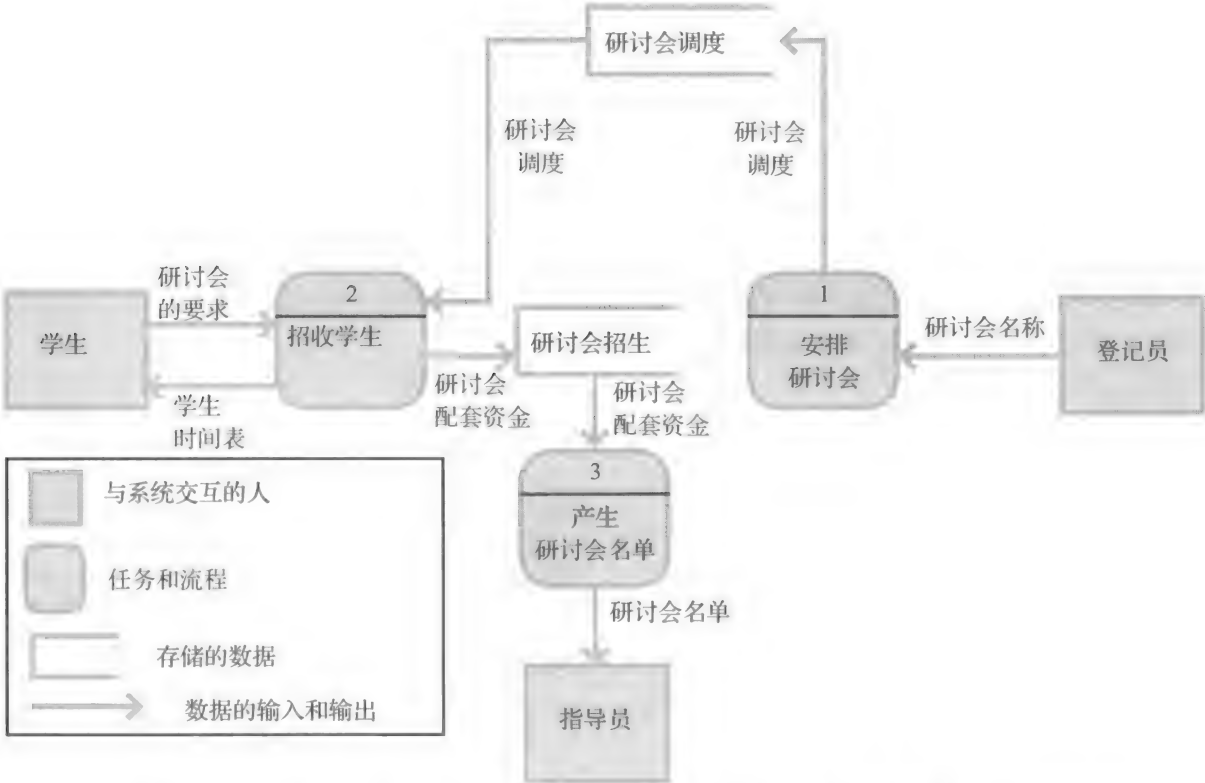 研讨会调度
研讨会
调度
研讨会
调度
研讨会
的要求
学生
2
招收学生
学生
时间表
研讨会
配套资金
研讨会招生
研讨会
配套资金
1
安排
研讨会
研讨会名称
登记员
3
产生
研讨会名单
研讨会名单
指导员
与系统交互的人
任务和流程
存储的数据
数据的输入和输出